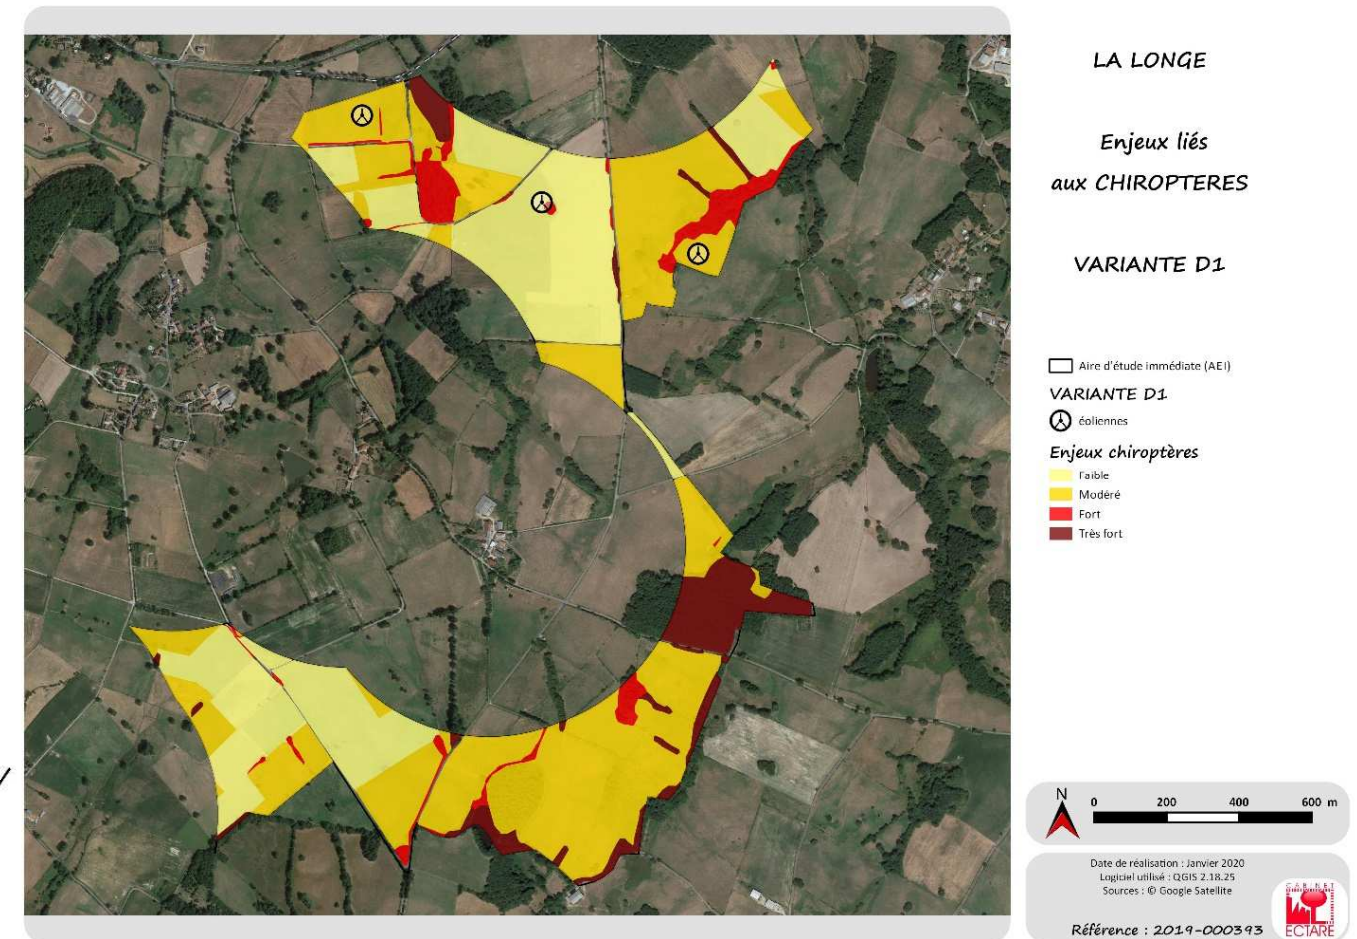 LA LONGE
Enjeux liés
aux CHIROPTERES
VARIANTE D1
Aire d'étude immédiate (AEI)
VARIANTE D1
éoliennes
Enjeux chiroptères
Faible
Modéré
Fort
Très fort
N
0 200 400 600 m
Date de réalisation : Janvier 2020
Logiciel utilisé : QGIS 2.18.25
Sources : © Google Satellite
Référence : 2019-000393
CABINET
ECTARE